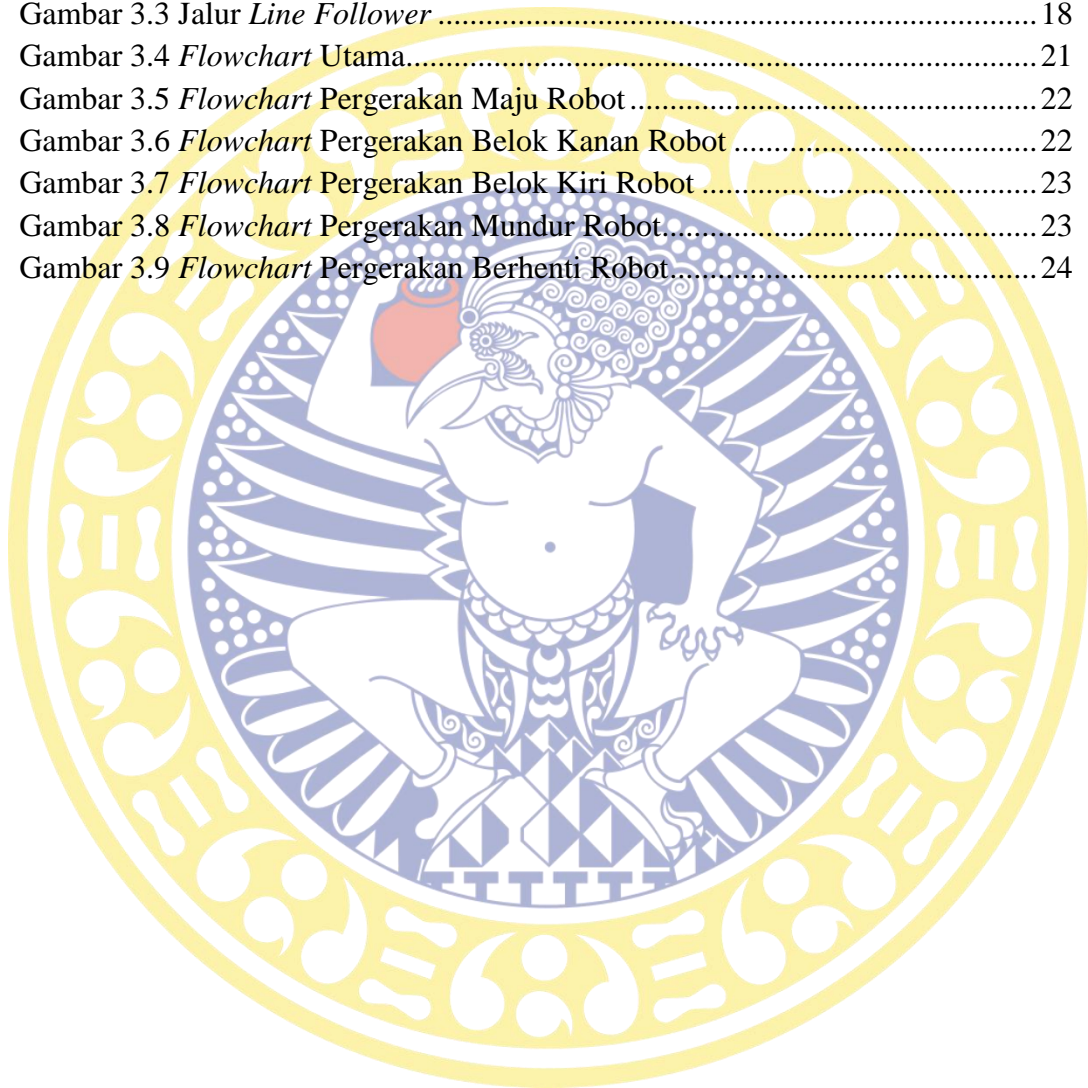 Gambar 3.3 Jalur Line Follower ........................................................................... 18
Gambar 3.4 Flowchart Utama.............................................................................. 21
Gambar 3.5 Flowchart Pergerakan Maju Robot ................................................... 22
Gambar 3.6 Flowchart Pergerakan Belok Kanan Robot ...................................... 22
Gambar 3.7 Flowchart Pergerakan Belok Kiri Robot .......................................... 23
Gambar 3.8 Flowchart Pergerakan Mundur Robot............................................... 23
Gambar 3.9 Flowchart Pergerakan Berhenti Robot.............................................. 24